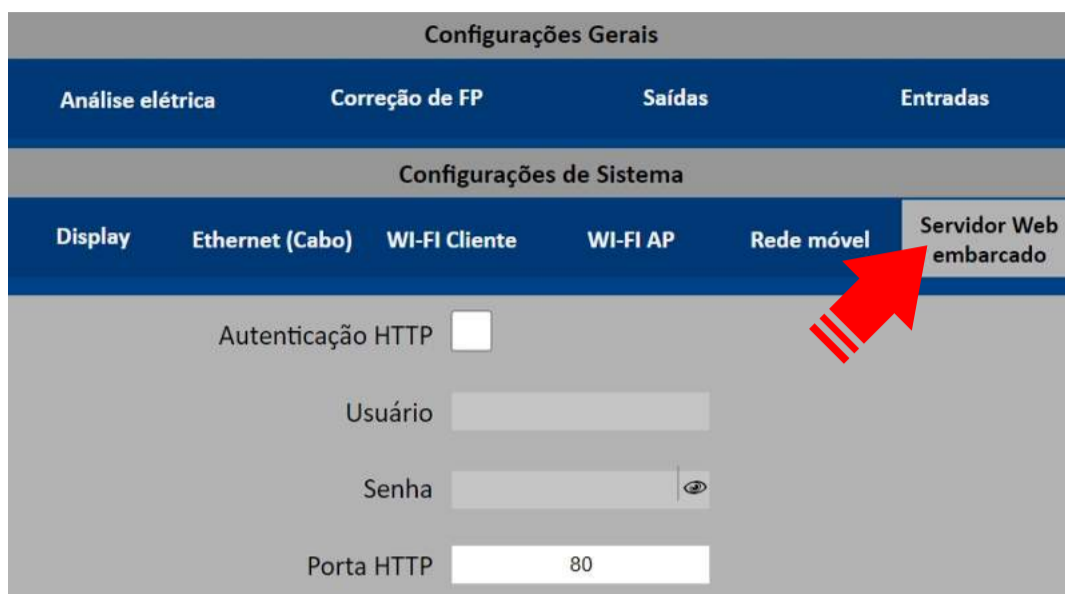 Configurações Gerais
Análise elétrica Correção de FP Saídas Entradas
Configurações de Sistema
Display Ethernet (Cabo) WI-FI Cliente WI-FI AP Rede móvel Servidor Web
embarcado
Autenticação HTTP
Usuário
Senha
Porta HTTP 80